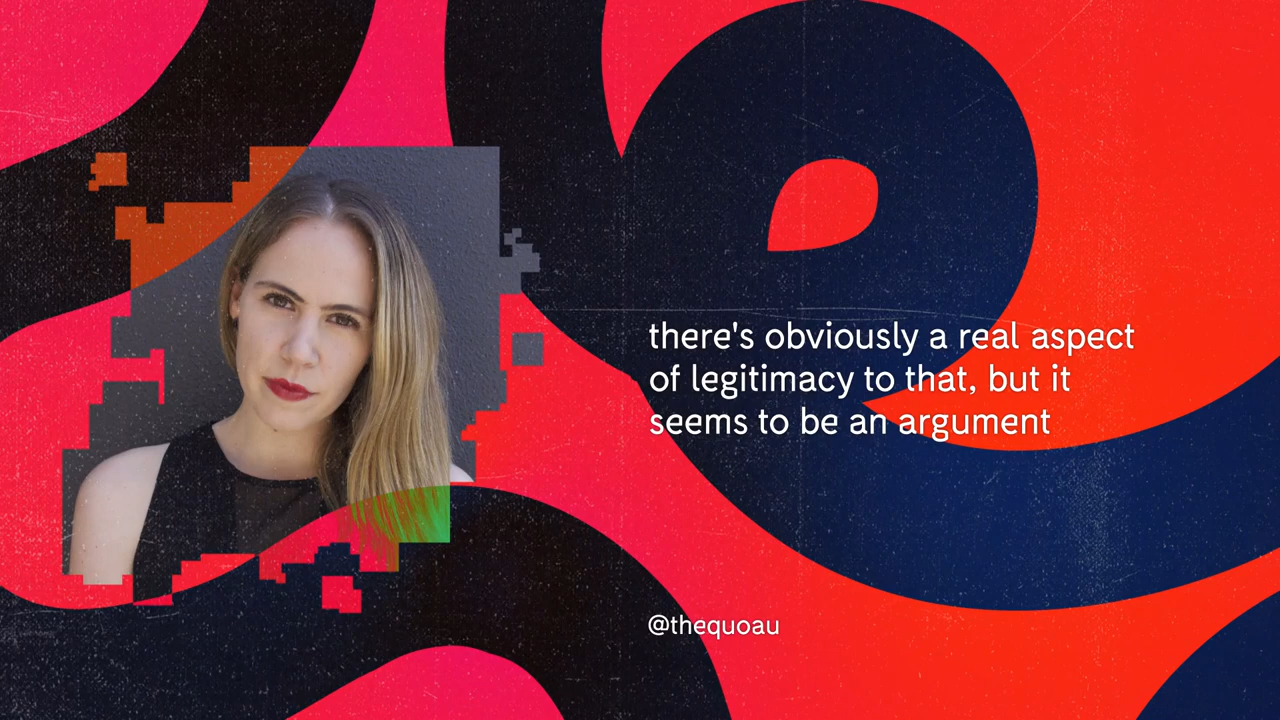 there's obviously a real aspect
of legitimacy to that, but it
seems to be an argument
@thequoau